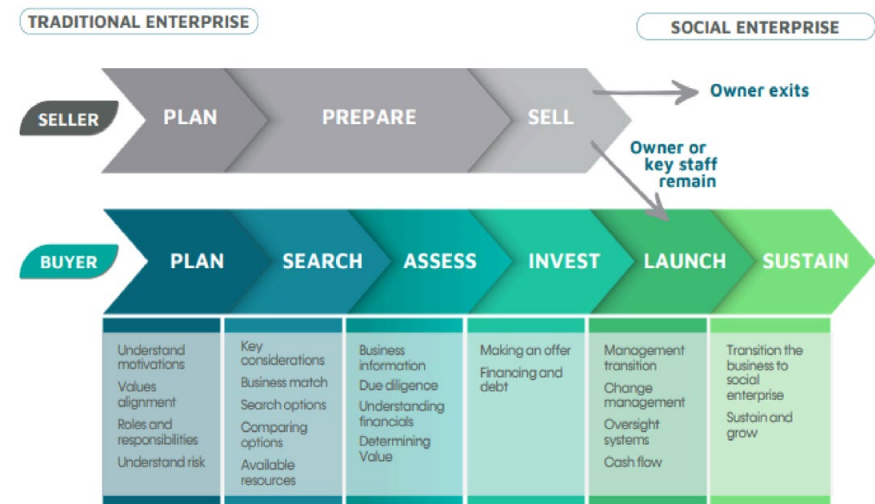 TRADITIONAL ENTERPRISE
SOCIAL ENTERPRISE
SELLER
PLAN
PREPARE
SELL
Owner exits
Owner or
key staff
remain
BUYER
PLAN
SEARCH
ASSESS
INVEST
LAUNCH
SUSTAIN
Understand
motivations
Values
alignment
Roles and
responsibilities
Understand risk
Key
considerations
Business match
Search options
Comparing
options
Available
resources
Business
information
Due diligence
Understanding
financials
Determining
Value
Making an offer
Financing and
debt
Management
transition
Change
management
Oversight
systems
Cash flow
Transition the
business to
social
enterprise
Sustain and
grow